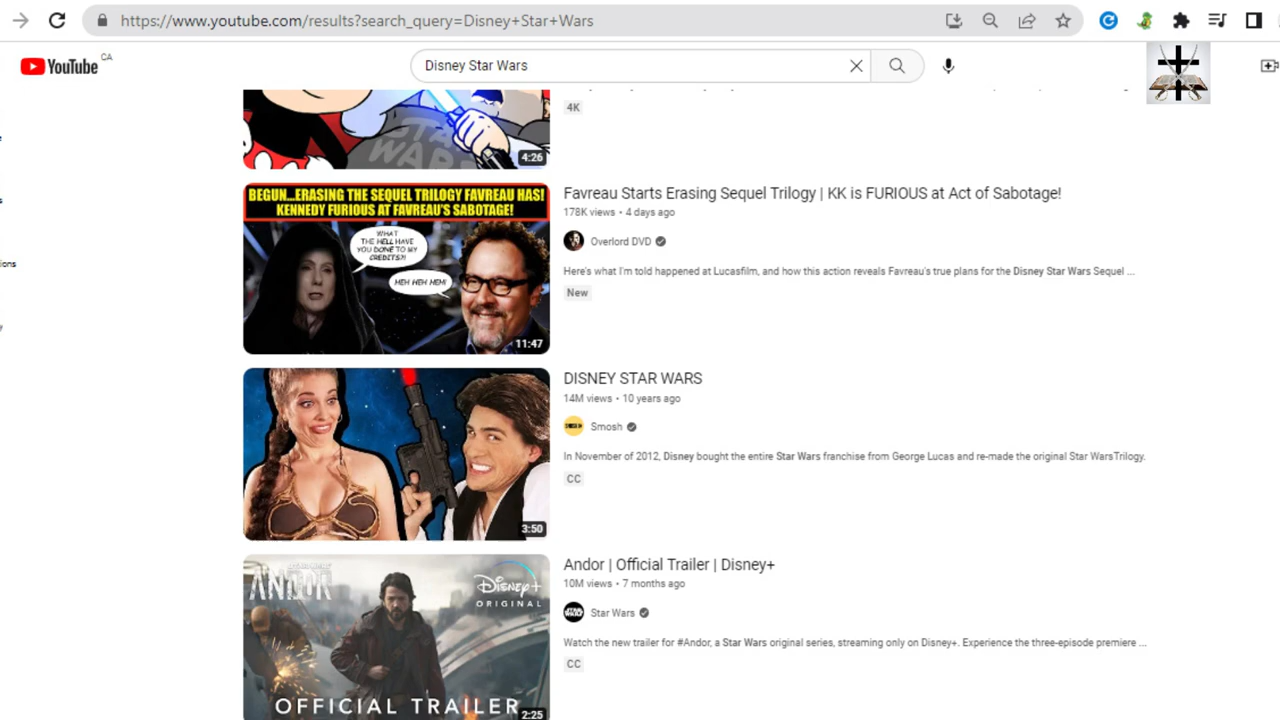 https://www.youtube.com/results?search_query=Disney+Star+Wars
YouTube CA
Disney Star Wars
STAR
WARS
4:26
4K
BEGUN...ERASING THE SEQUEL TRILOGY FAVREAU HAS!
KENNEDY FURIOUS AT FAVREAU'S SABOTAGE!
WHAT
THE HELL HAVE
YOU DONE TO MY
CREDITS?!
HEH HEH HEH!
11:47
Favreau Starts Erasing Sequel Trilogy | KK is FURIOUS at Act of Sabotage!
178K views • 4 days ago
Overlord DVD
Here's what I'm told happened at Lucasfilm, and how this action reveals Favreau's true plans for the Disney Star Wars Sequel ...
New
3:50
DISNEY STAR WARS
14M views • 10 years ago
Smosh
In November of 2012, Disney bought the entire Star Wars franchise from George Lucas and re-made the original Star WarsTrilogy.
CC
ANDOR
Disney+
ORIGINAL
OFFICIAL TRAILER
2:25
Andor | Official Trailer | Disney+
10M views • 7 months ago
Star Wars
Watch the new trailer for #Andor, a Star Wars original series, streaming only on Disney+. Experience the three-episode premiere ...
CC
ions